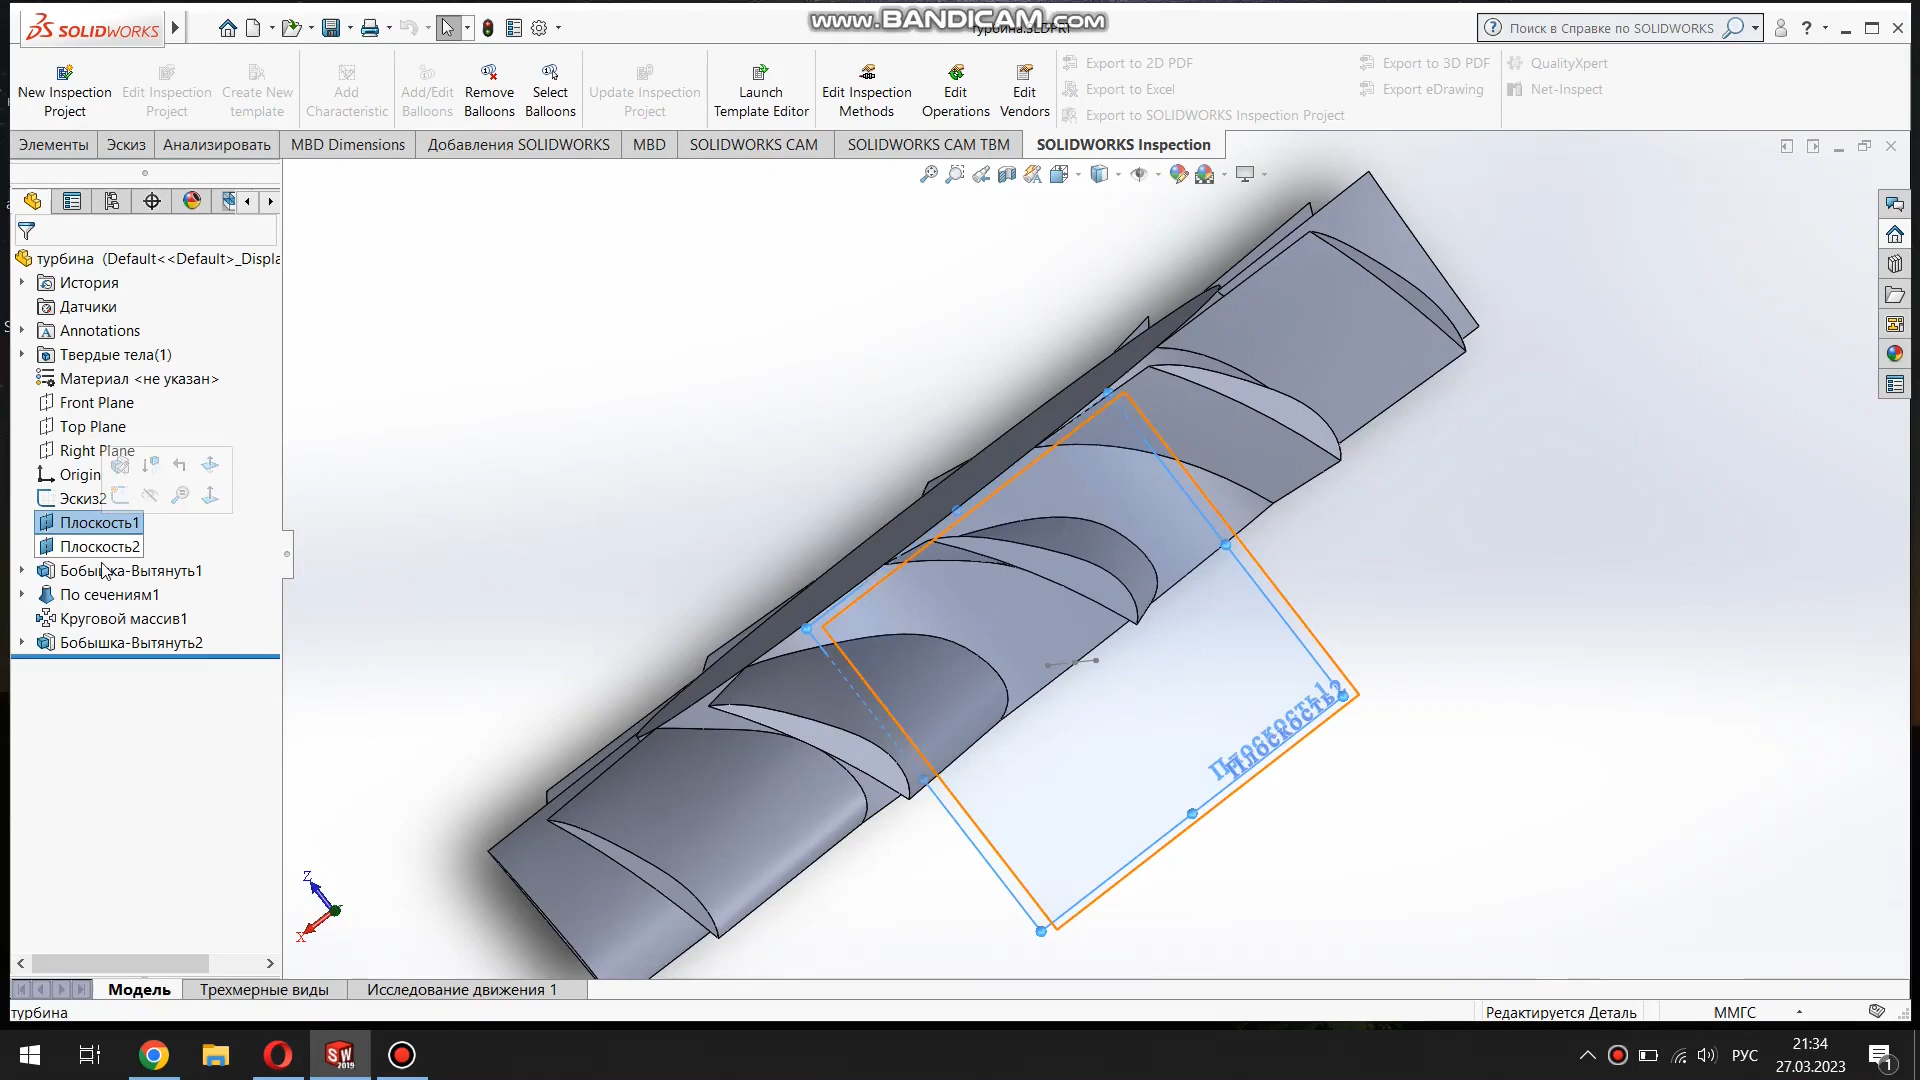 www.BANDICAM.com
SOLIDWORKS
турбина.SLDPRT
Поиск в Справке по SOLIDWORKS
?
New Inspection Project
Edit Inspection Project
Create New template
Add Characteristic
Add/Edit Balloons
Remove Balloons
Select Balloons
Update Inspection Project
Launch Template Editor
Edit Inspection Methods
Edit Operations
Edit Vendors
Export to 2D PDF
Export to Excel
Export to SOLIDWORKS Inspection Project
Export to 3D PDF
Export eDrawing
QualityXpert
Net-Inspect
Элементы
Эскиз
Анализировать
MBD Dimensions
Добавления SOLIDWORKS
MBD
SOLIDWORKS CAM
SOLIDWORKS CAM TBM
SOLIDWORKS Inspection
турбина (Default<<Default>_Displa
История
Датчики
Annotations
Твердые тела(1)
Материал <не указан>
Front Plane
Top Plane
Right Plane
Origin
Эскиз2
Плоскость1
Плоскость2
Бобышка-Вытянуть1
По сечениям1
Круговой массив1
Бобышка-Вытянуть2
Плоскость1
Плоскость2
Z
X
Модель
Трехмерные виды
Исследование движения 1
турбина
Редактируется Деталь
ММГС
SW
2019
РУС
21:34
27.03.2023
1